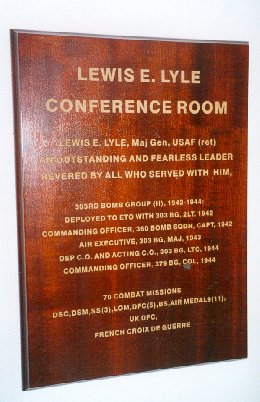 LEWIS E. LYLE
CONFERENCE ROOM
LEWIS E. LYLE, Maj Gen, USAF (ret)
AN OUTSTANDING AND FEARLESS LEADER
REVERED BY ALL WHO SERVED WITH HIM,
303RD BOMB GROUP (H), 1942-1944:
DEPLOYED TO ETO WITH 303 BG, 2LT, 1942
COMMANDING OFFICER, 360 BOMB SQDN, CAPT, 1942
AIR EXECUTIVE, 303 BG, MAJ, 1943
DEP C.O. AND ACTING C.O., 303 BG, LTC, 1944
COMMANDING OFFICER, 379 BG, COL, 1944
70 COMBAT MISSIONS
DSC, DSM, SS(3), LOM, DFC(5), BS, AIR MEDALS(11),
UK DFC,
FRENCH CROIX DE GUERRE